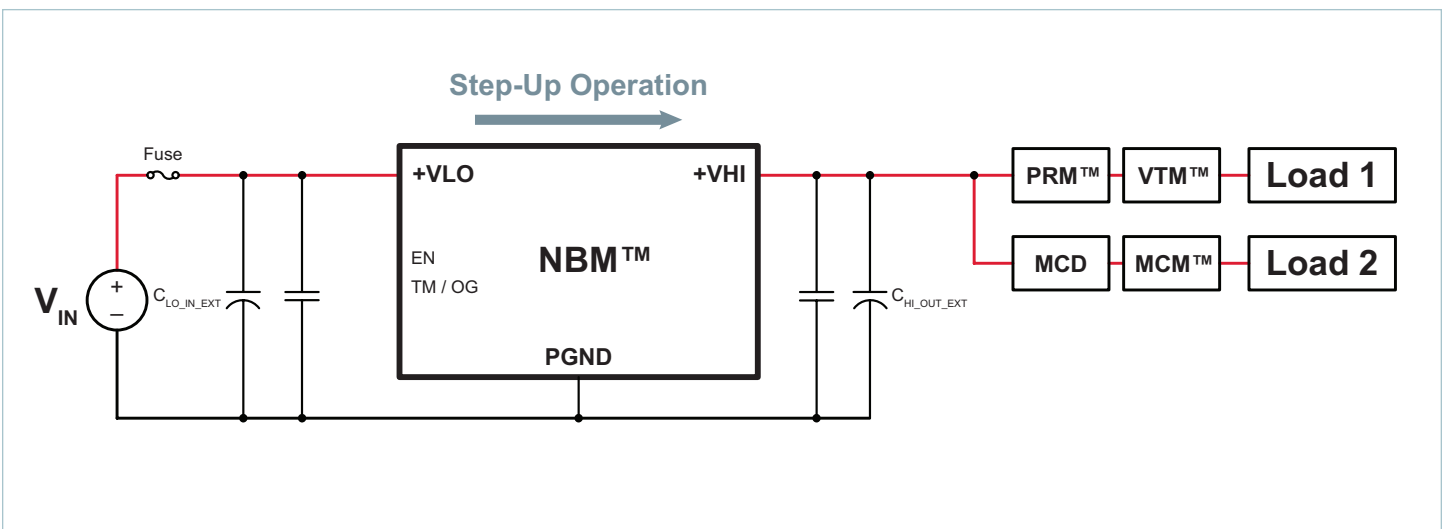 Step-Up Operation
Fuse
+VLO
+VHI
PRM™
VTM™
Load 1
EN
TM / OG
NBM™
MCD
MCM™
Load 2
V_IN
+
–
C_LO_IN_EXT
C_HI_OUT_EXT
PGND